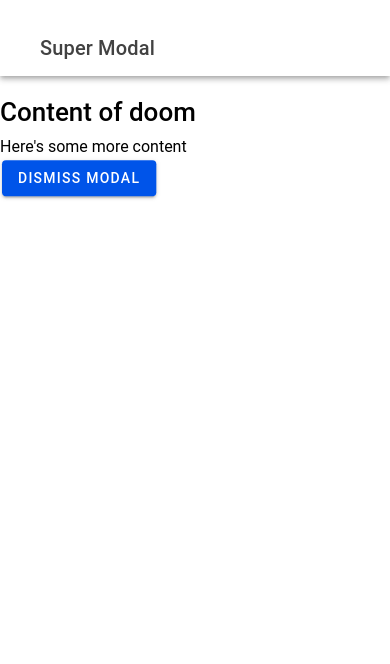 Super Modal
Content of doom
Here's some more content
DISMISS MODAL